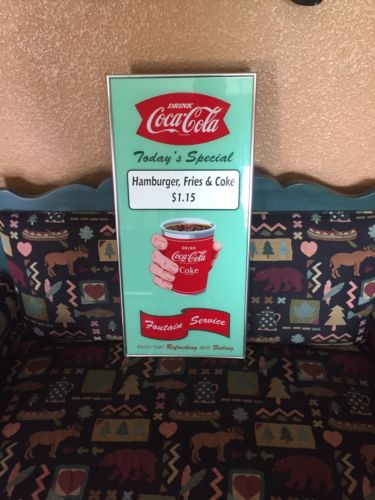 DRINK
Coca-Cola
Today's Special
Hamburger, Fries & Coke
$1.15
DRINK
Coca-Cola
Coke
Fountain Service
ENJOY THAT Refreshing NEW Feeling